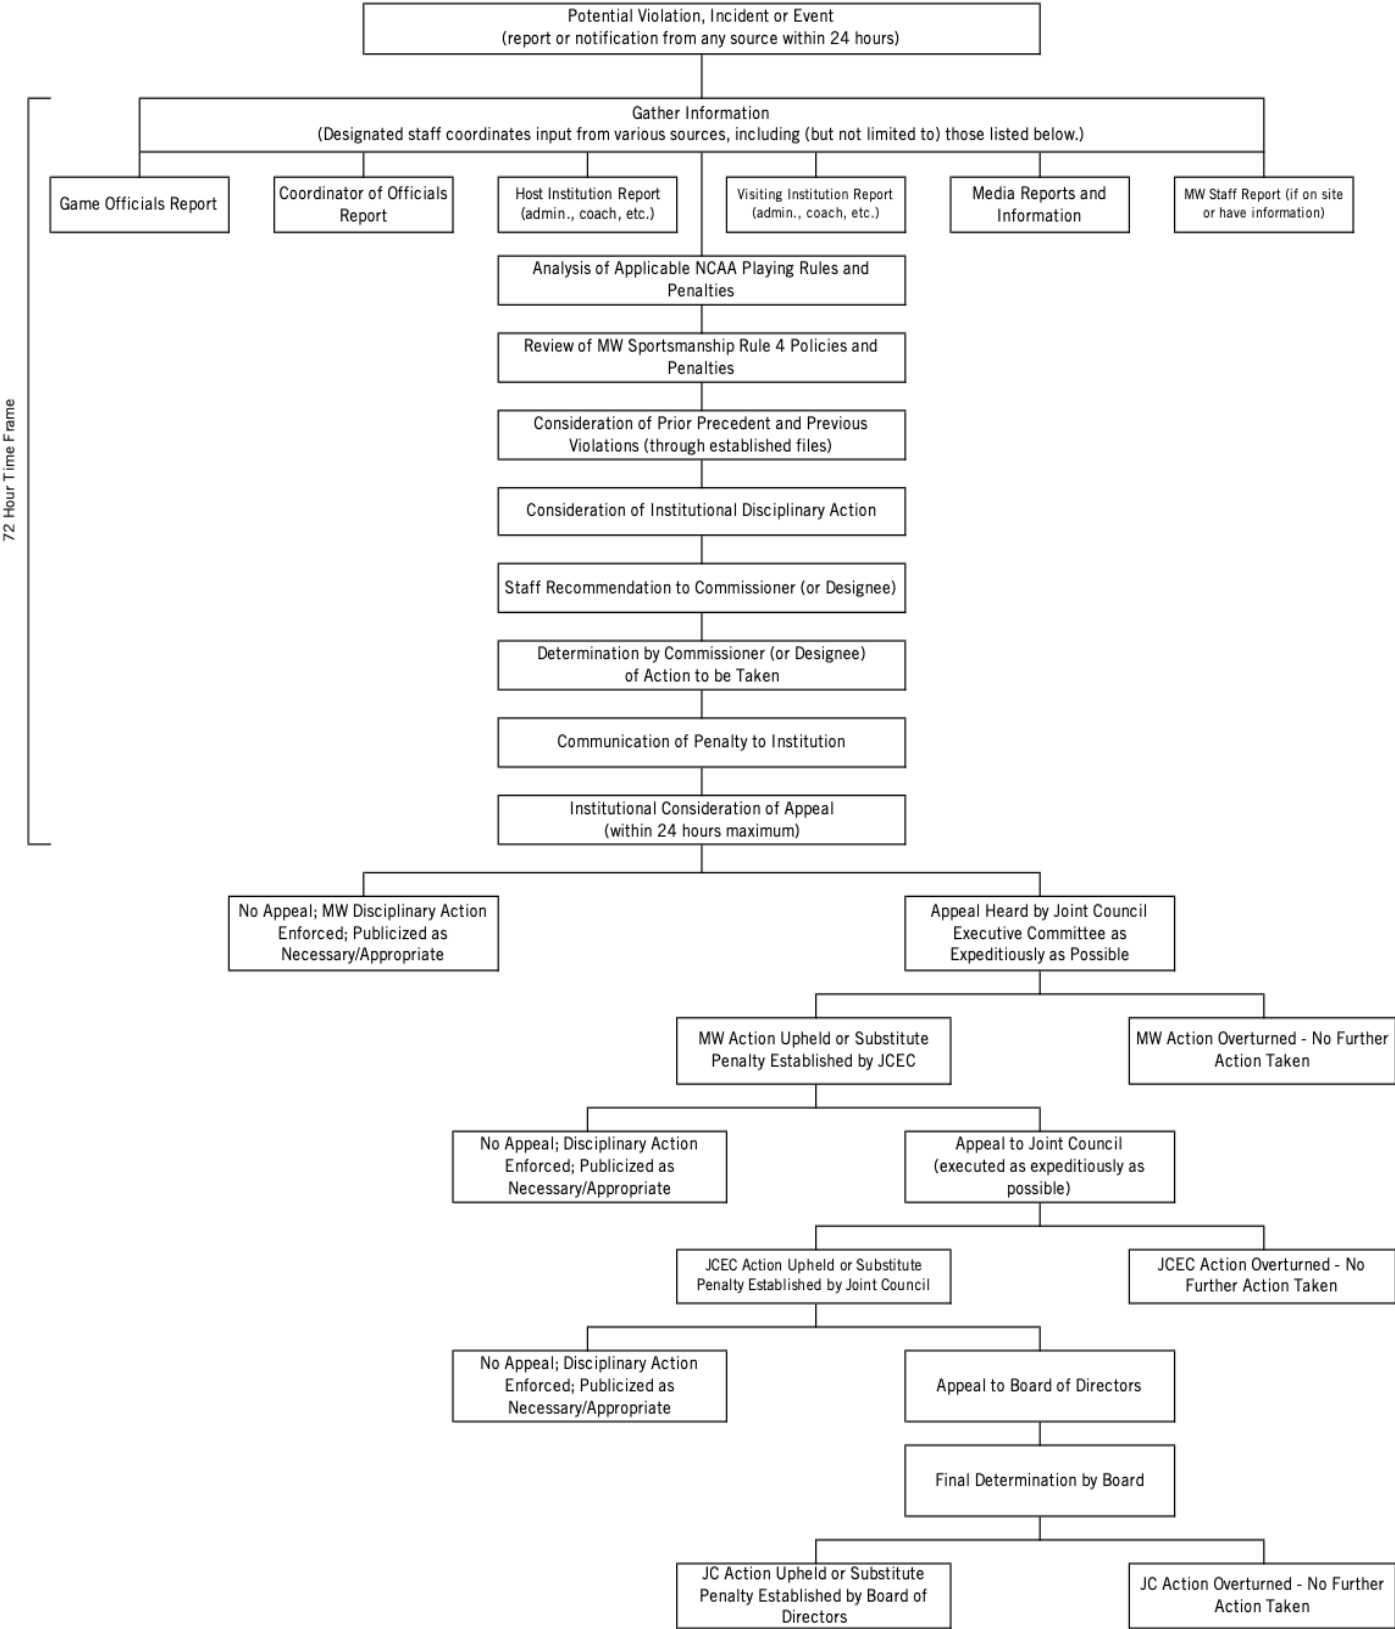 Potential Violation, Incident or Event
(report or notification from any source within 24 hours)
Gather Information
(Designated staff coordinates input from various sources, including (but not limited to) those listed below.)
Game Officials Report
Coordinator of Officials
Report
Host Institution Report
(admin., coach, etc.)
Visiting Institution Report
(admin., coach, etc.)
Media Reports and
Information
MW Staff Report (if on site
or have information)
Analysis of Applicable NCAA Playing Rules and
Penalties
Review of MW Sportsmanship Rule 4 Policies and
Penalties
72 Hour Time Frame
Consideration of Prior Precedent and Previous
Violations (through established files)
Consideration of Institutional Disciplinary Action
Staff Recommendation to Commissioner (or Designee)
Determination by Commissioner (or Designee)
of Action to be Taken
Communication of Penalty to Institution
Institutional Consideration of Appeal
(within 24 hours maximum)
No Appeal; MW Disciplinary Action
Enforced; Publicized as
Necessary/Appropriate
Appeal Heard by Joint Council
Executive Committee as
Expeditiously as Possible
MW Action Upheld or Substitute
Penalty Established by JCEC
MW Action Overturned - No Further
Action Taken
No Appeal; Disciplinary Action
Enforced; Publicized as
Necessary/Appropriate
Appeal to Joint Council
(executed as expeditiously as
possible)
JCEC Action Upheld or Substitute
Penalty Established by Joint Council
JCEC Action Overturned - No
Further Action Taken
No Appeal; Disciplinary Action
Enforced; Publicized as
Necessary/Appropriate
Appeal to Board of Directors
Final Determination by Board
JC Action Upheld or Substitute
Penalty Established by Board of
Directors
JC Action Overturned - No Further
Action Taken